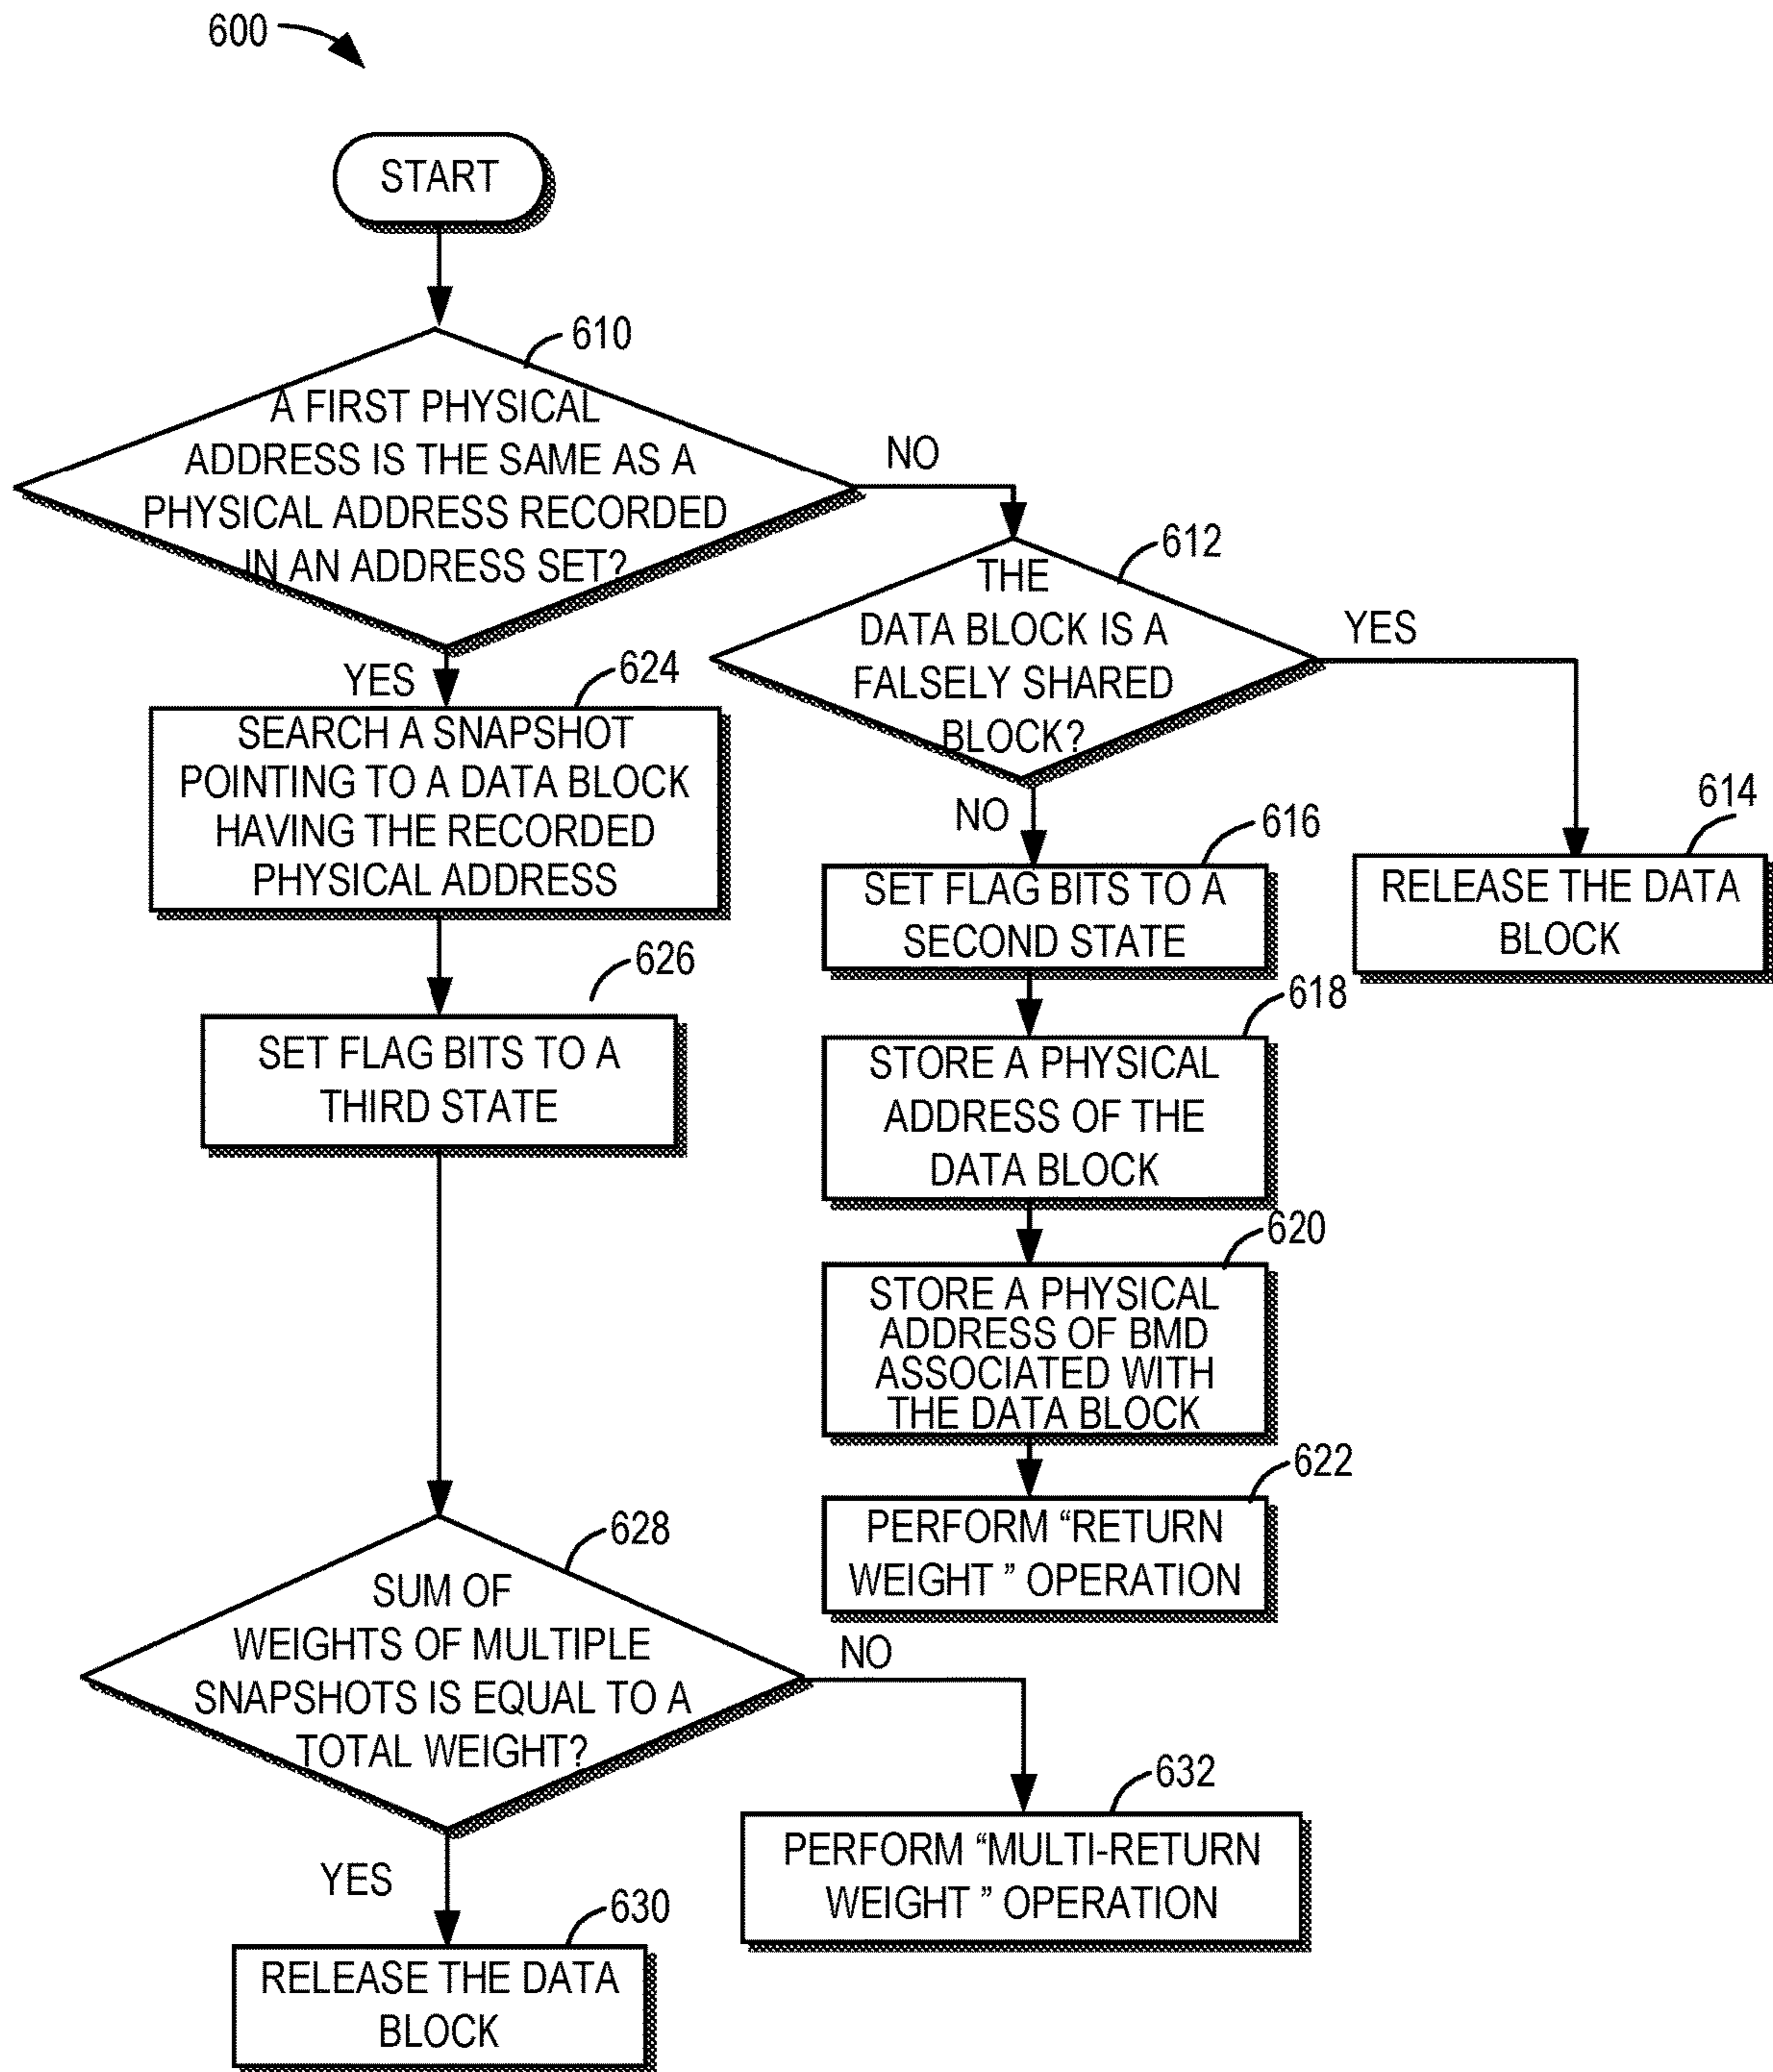 600
START
610
A FIRST PHYSICAL
ADDRESS IS THE SAME AS A
PHYSICAL ADDRESS RECORDED
IN AN ADDRESS SET?
NO
YES
612
THE
DATA BLOCK IS A
FALSELY SHARED
BLOCK?
YES
NO
614
RELEASE THE DATA
BLOCK
624
SEARCH A SNAPSHOT
POINTING TO A DATA BLOCK
HAVING THE RECORDED
PHYSICAL ADDRESS
616
SET FLAG BITS TO A
SECOND STATE
626
SET FLAG BITS TO A
THIRD STATE
618
STORE A PHYSICAL
ADDRESS OF THE
DATA BLOCK
620
STORE A PHYSICAL
ADDRESS OF BMD
ASSOCIATED WITH
THE DATA BLOCK
622
PERFORM “RETURN
WEIGHT ” OPERATION
628
SUM OF
WEIGHTS OF MULTIPLE
SNAPSHOTS IS EQUAL TO A
TOTAL WEIGHT?
NO
YES
632
PERFORM “MULTI-RETURN
WEIGHT ” OPERATION
630
RELEASE THE DATA
BLOCK